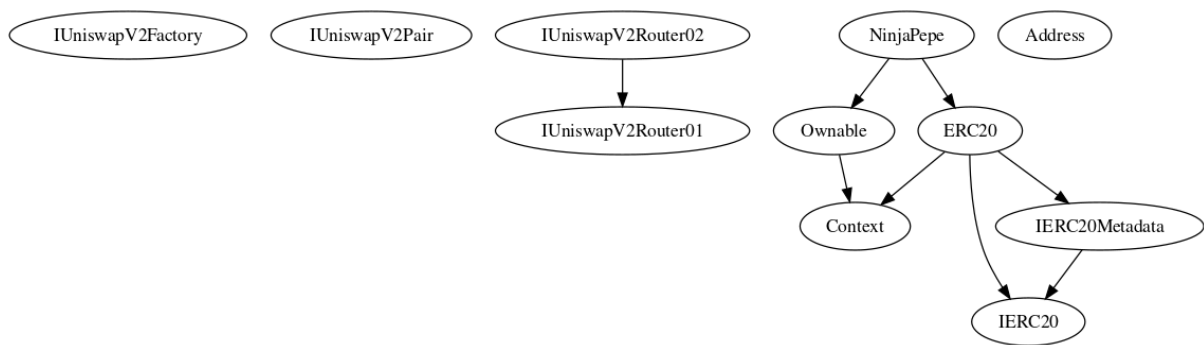 IUniswapV2Factory
IUniswapV2Pair
IUniswapV2Router02
NinjaPepe
Address
IUniswapV2Router01
Ownable
ERC20
Context
IERC20Metadata
IERC20